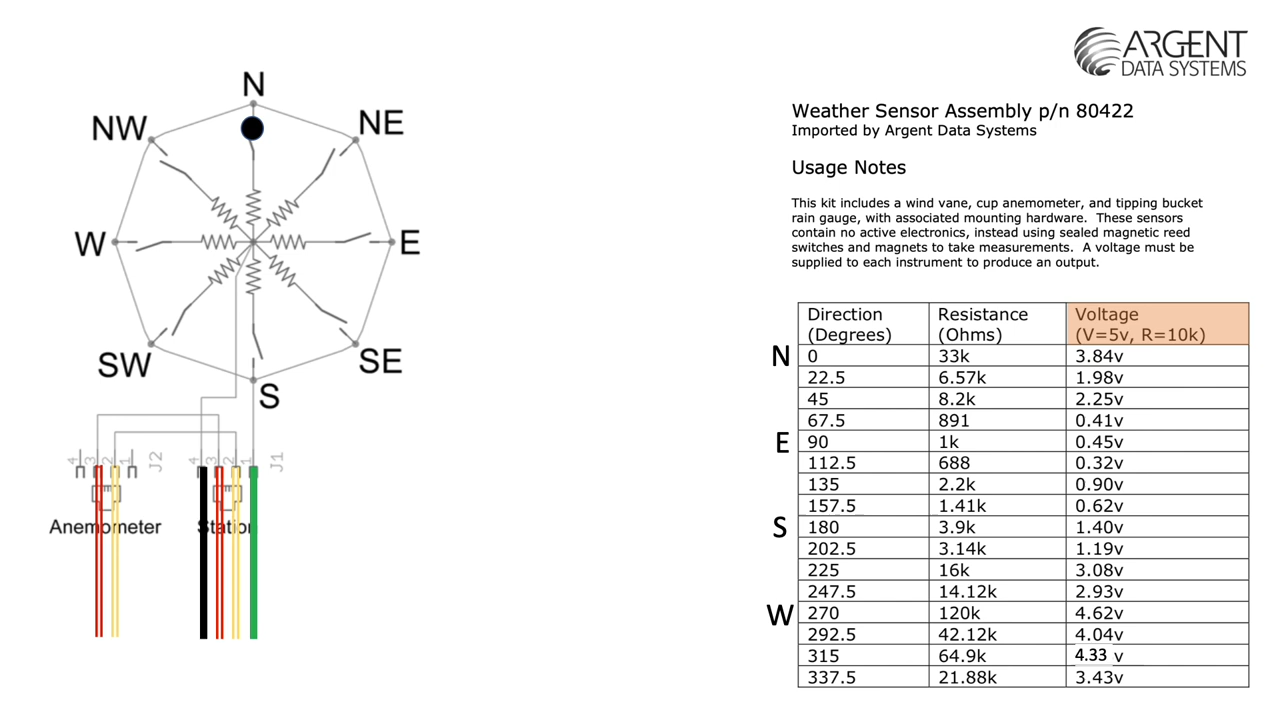 ARGENT
DATA SYSTEMS
N
NW
NE
W
E
SW
SE
S
4
3
2
1
J2
4
3
2
1
J1
Anemometer
Station
Weather Sensor Assembly p/n 80422
Imported by Argent Data Systems
Usage Notes
This kit includes a wind vane, cup anemometer, and tipping bucket
rain gauge, with associated mounting hardware. These sensors
contain no active electronics, instead using sealed magnetic reed
switches and magnets to take measurements. A voltage must be
supplied to each instrument to produce an output.
Direction (Degrees) Resistance (Ohms) Voltage (V=5v, R=10k)
N 0 33k 3.84v
22.5 6.57k 1.98v
45 8.2k 2.25v
67.5 891 0.41v
E 90 1k 0.45v
112.5 688 0.32v
135 2.2k 0.90v
157.5 1.41k 0.62v
S 180 3.9k 1.40v
202.5 3.14k 1.19v
225 16k 3.08v
247.5 14.12k 2.93v
W 270 120k 4.62v
292.5 42.12k 4.04v
315 64.9k 4.33 v
337.5 21.88k 3.43v